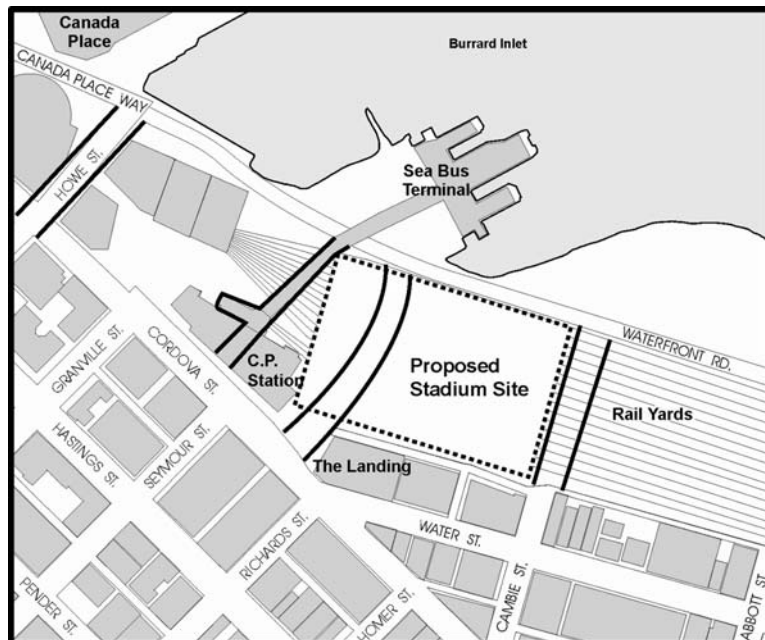 Canada
Place
Burrard Inlet
CANADA PLACE WAY
HOWE ST.
Sea Bus
Terminal
GRANVILLE ST.
CORDOVA ST.
C.P.
Station
Proposed
Stadium Site
WATERFRONT RD.
Rail Yards
HASTINGS ST.
SEYMOUR ST.
The Landing
WATER ST.
RICHARDS ST.
PENDER ST.
HOMER ST.
CAMBIE ST.
ABBOTT ST.